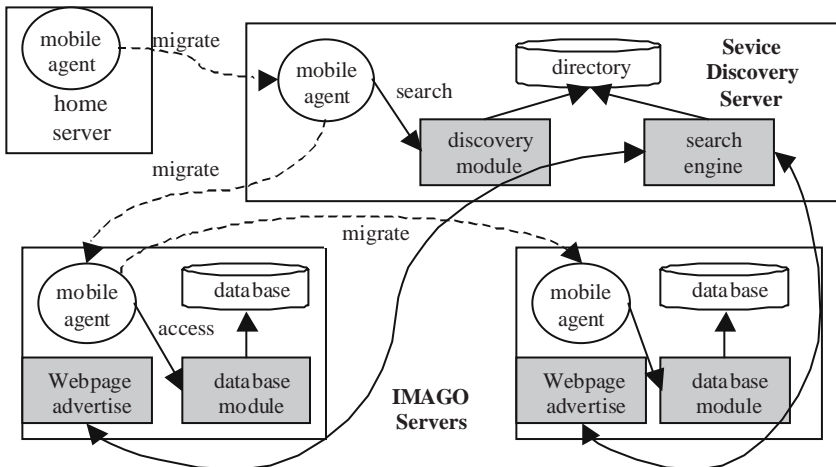 mobile
agent
home
server
migrate
mobile
agent
search
directory
Sevice
Discovery
Server
discovery
module
search
engine
migrate
migrate
mobile
agent
access
database
Webpage
advertise
database
module
IMAGO
Servers
mobile
agent
database
Webpage
advertise
database
module